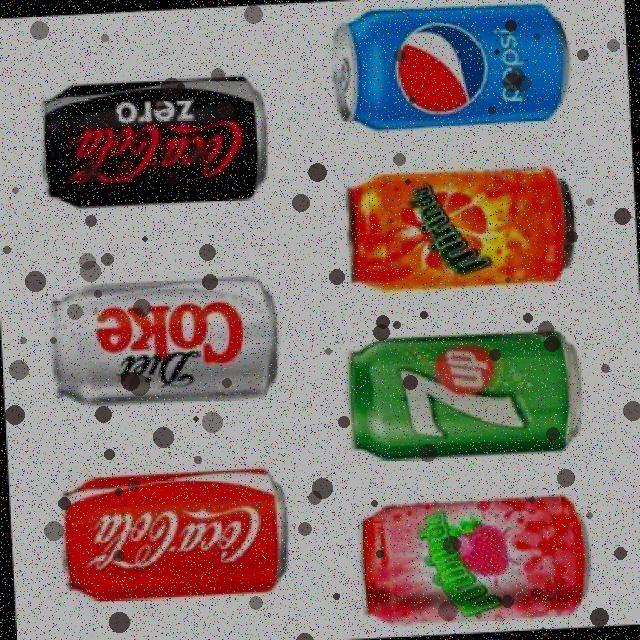 Coca-Cola
zero
Diet
Coke
Coca-Cola
pepsi
Mirinda
7
up
Mirinda